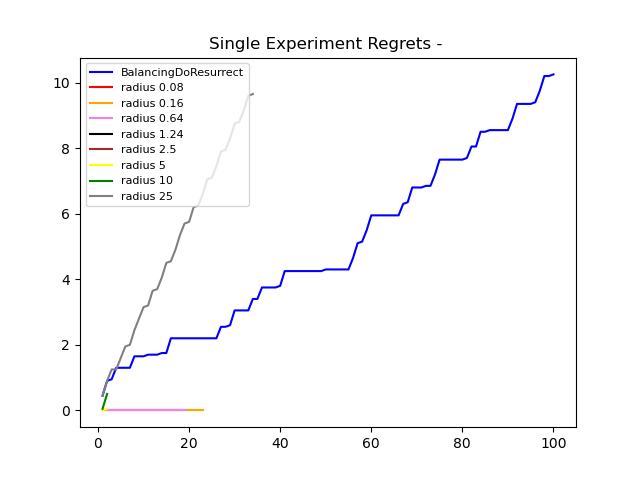 Single Experiment Regrets -
BalancingDoResurrect
radius 0.08
radius 0.16
radius 0.64
radius 1.24
radius 2.5
radius 5
radius 10
radius 25
10
8
6
4
2
0
0 20 40 60 80 100